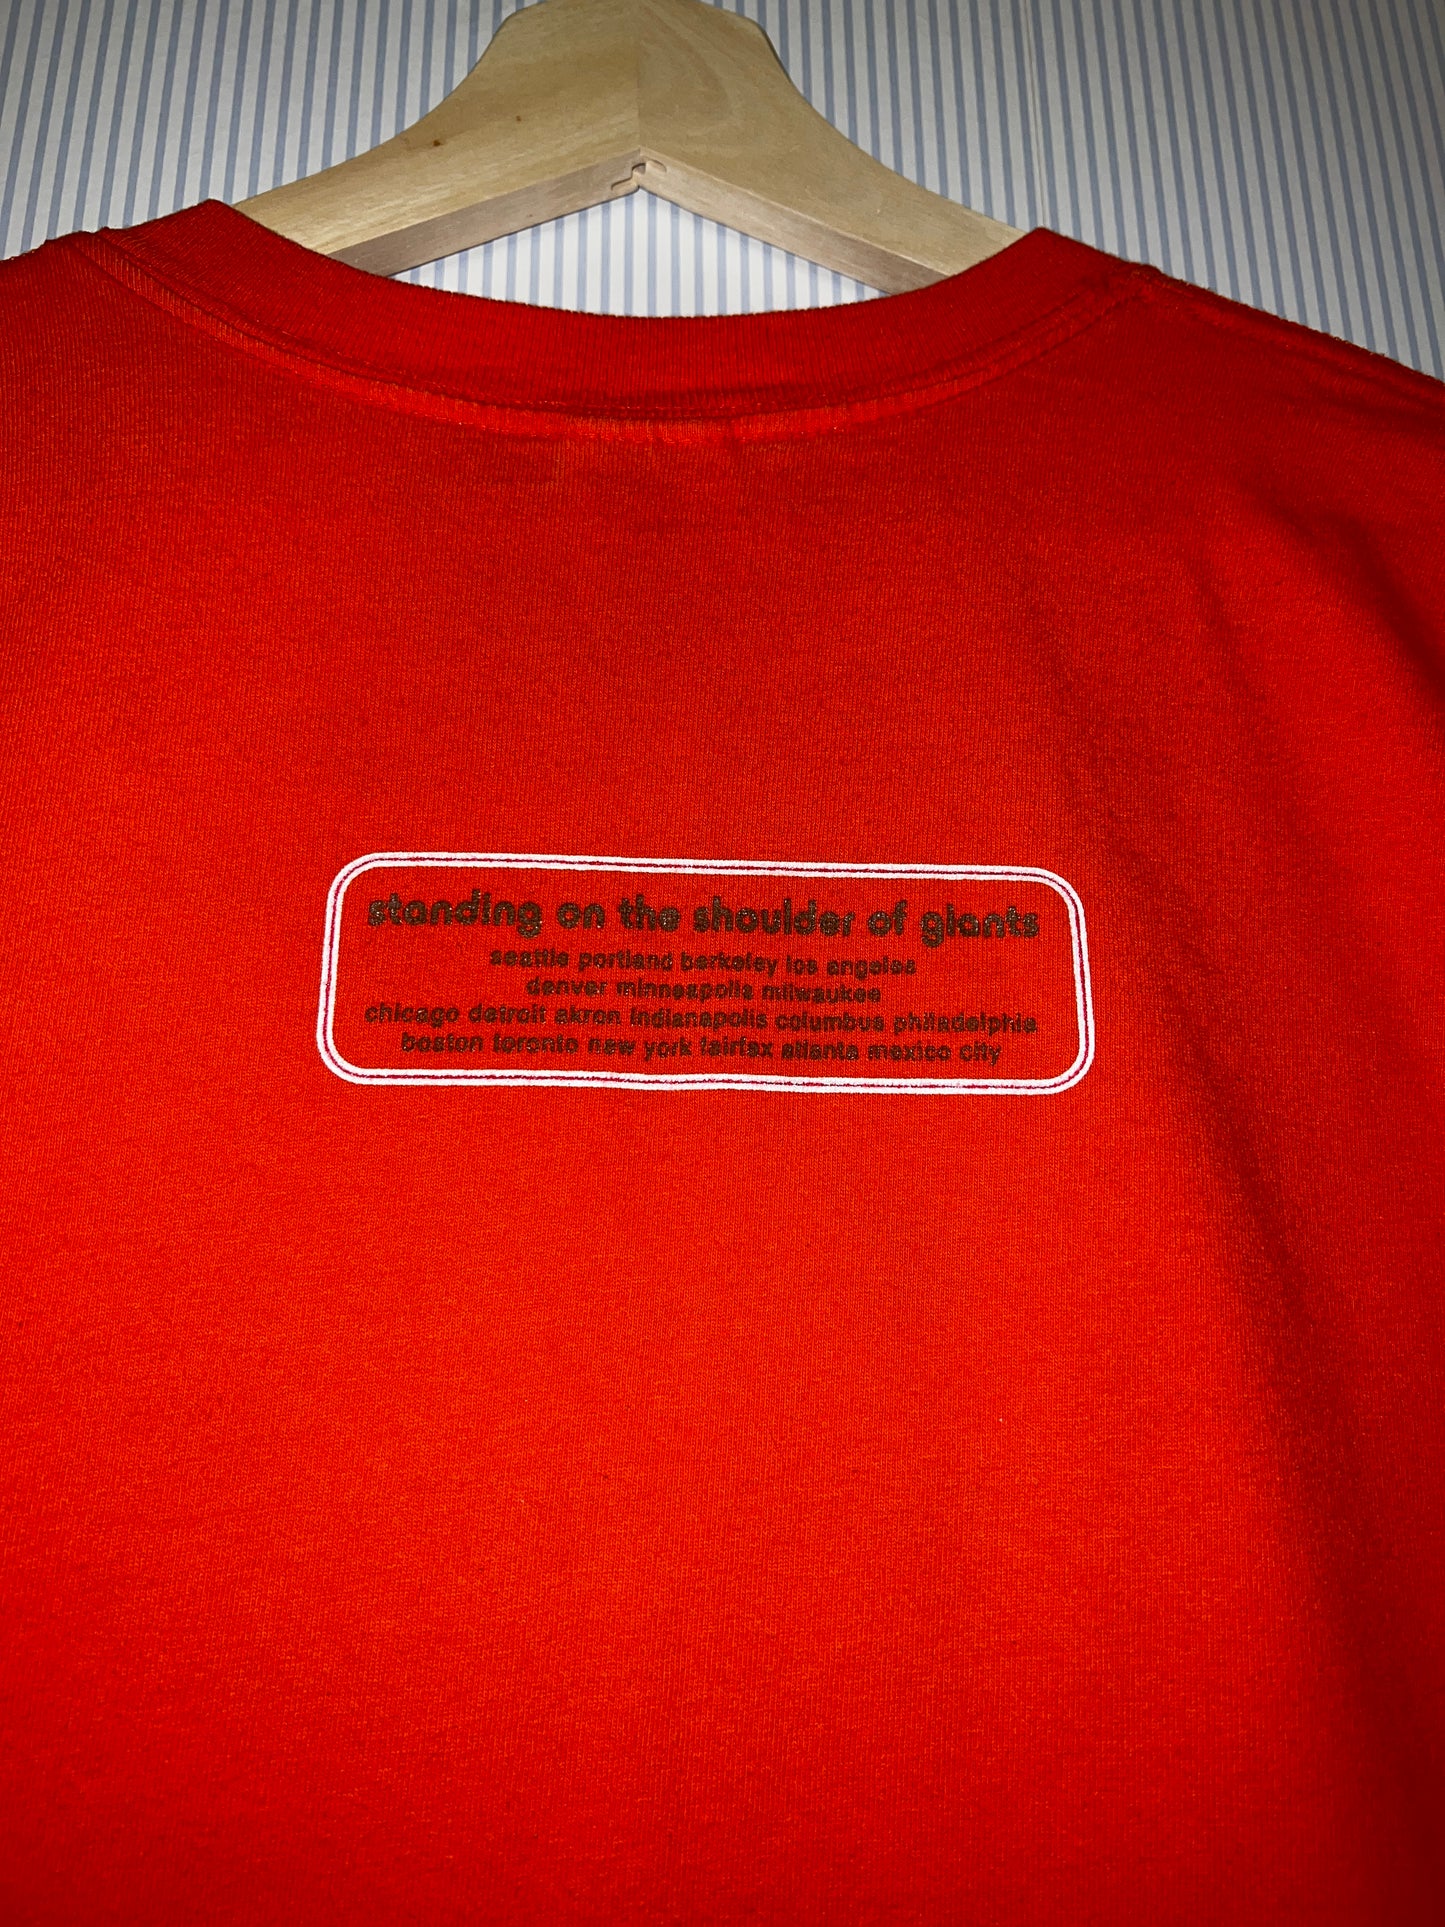 standing on the shoulder of giants
seattle portland berkeley los angeles
denver minneapolis milwaukee
chicago detroit akron indianapolis columbus philadelphia
boston toronto new york fairfax atlanta mexico city